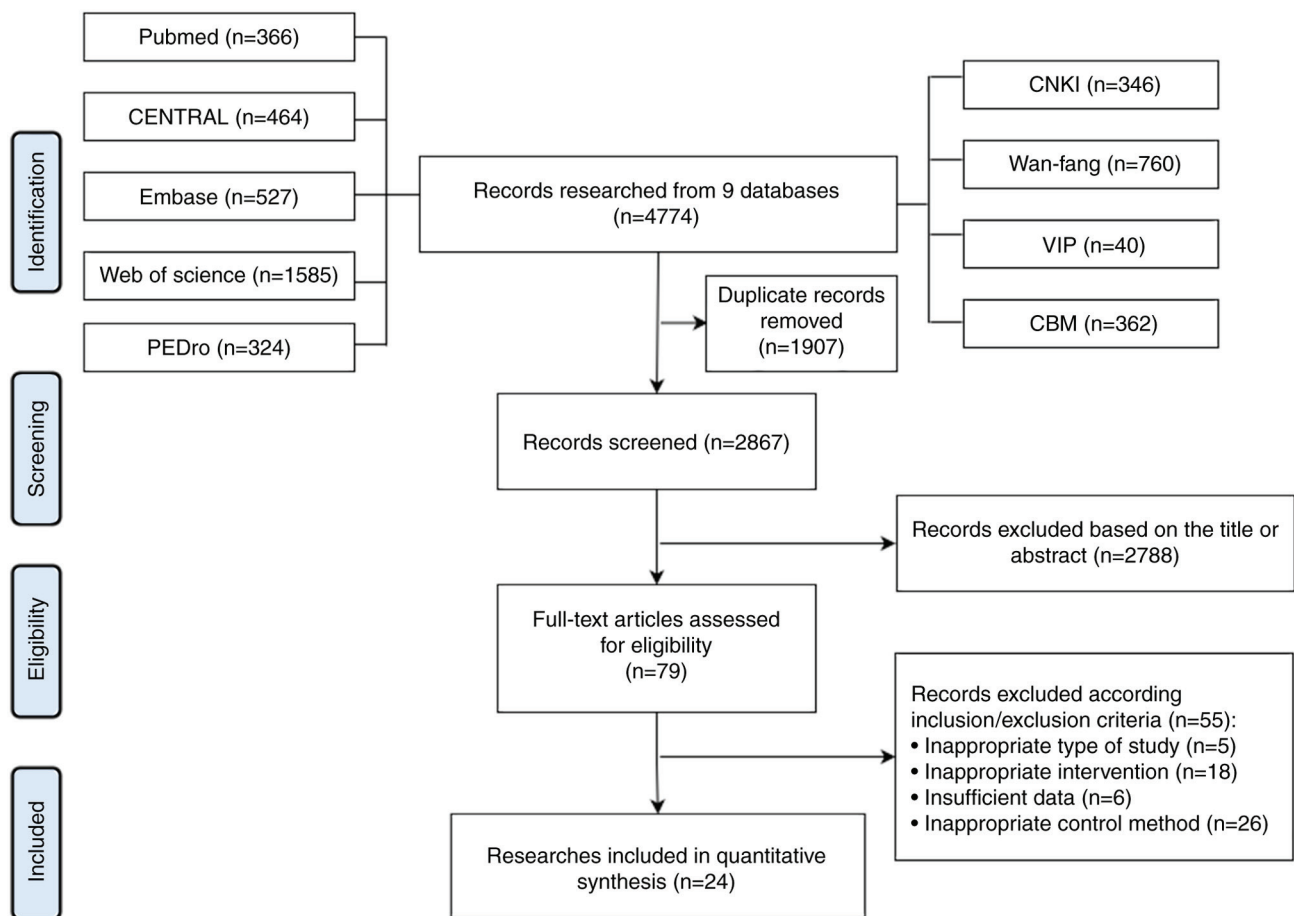 Pubmed (n=366)
CENTRAL (n=464)
Embase (n=527)
Web of science (n=1585)
PEDro (n=324)
Records researched from 9 databases
(n=4774)
CNKI (n=346)
Wan-fang (n=760)
VIP (n=40)
CBM (n=362)
Identification
Duplicate records
removed
(n=1907)
Screening
Records screened (n=2867)
Records excluded based on the title or
abstract (n=2788)
Eligibility
Full-text articles assessed
for eligibility
(n=79)
Records excluded according
inclusion/exclusion criteria (n=55):
• Inappropriate type of study (n=5)
• Inappropriate intervention (n=18)
• Insufficient data (n=6)
• Inappropriate control method (n=26)
Included
Researches included in quantitative
synthesis (n=24)